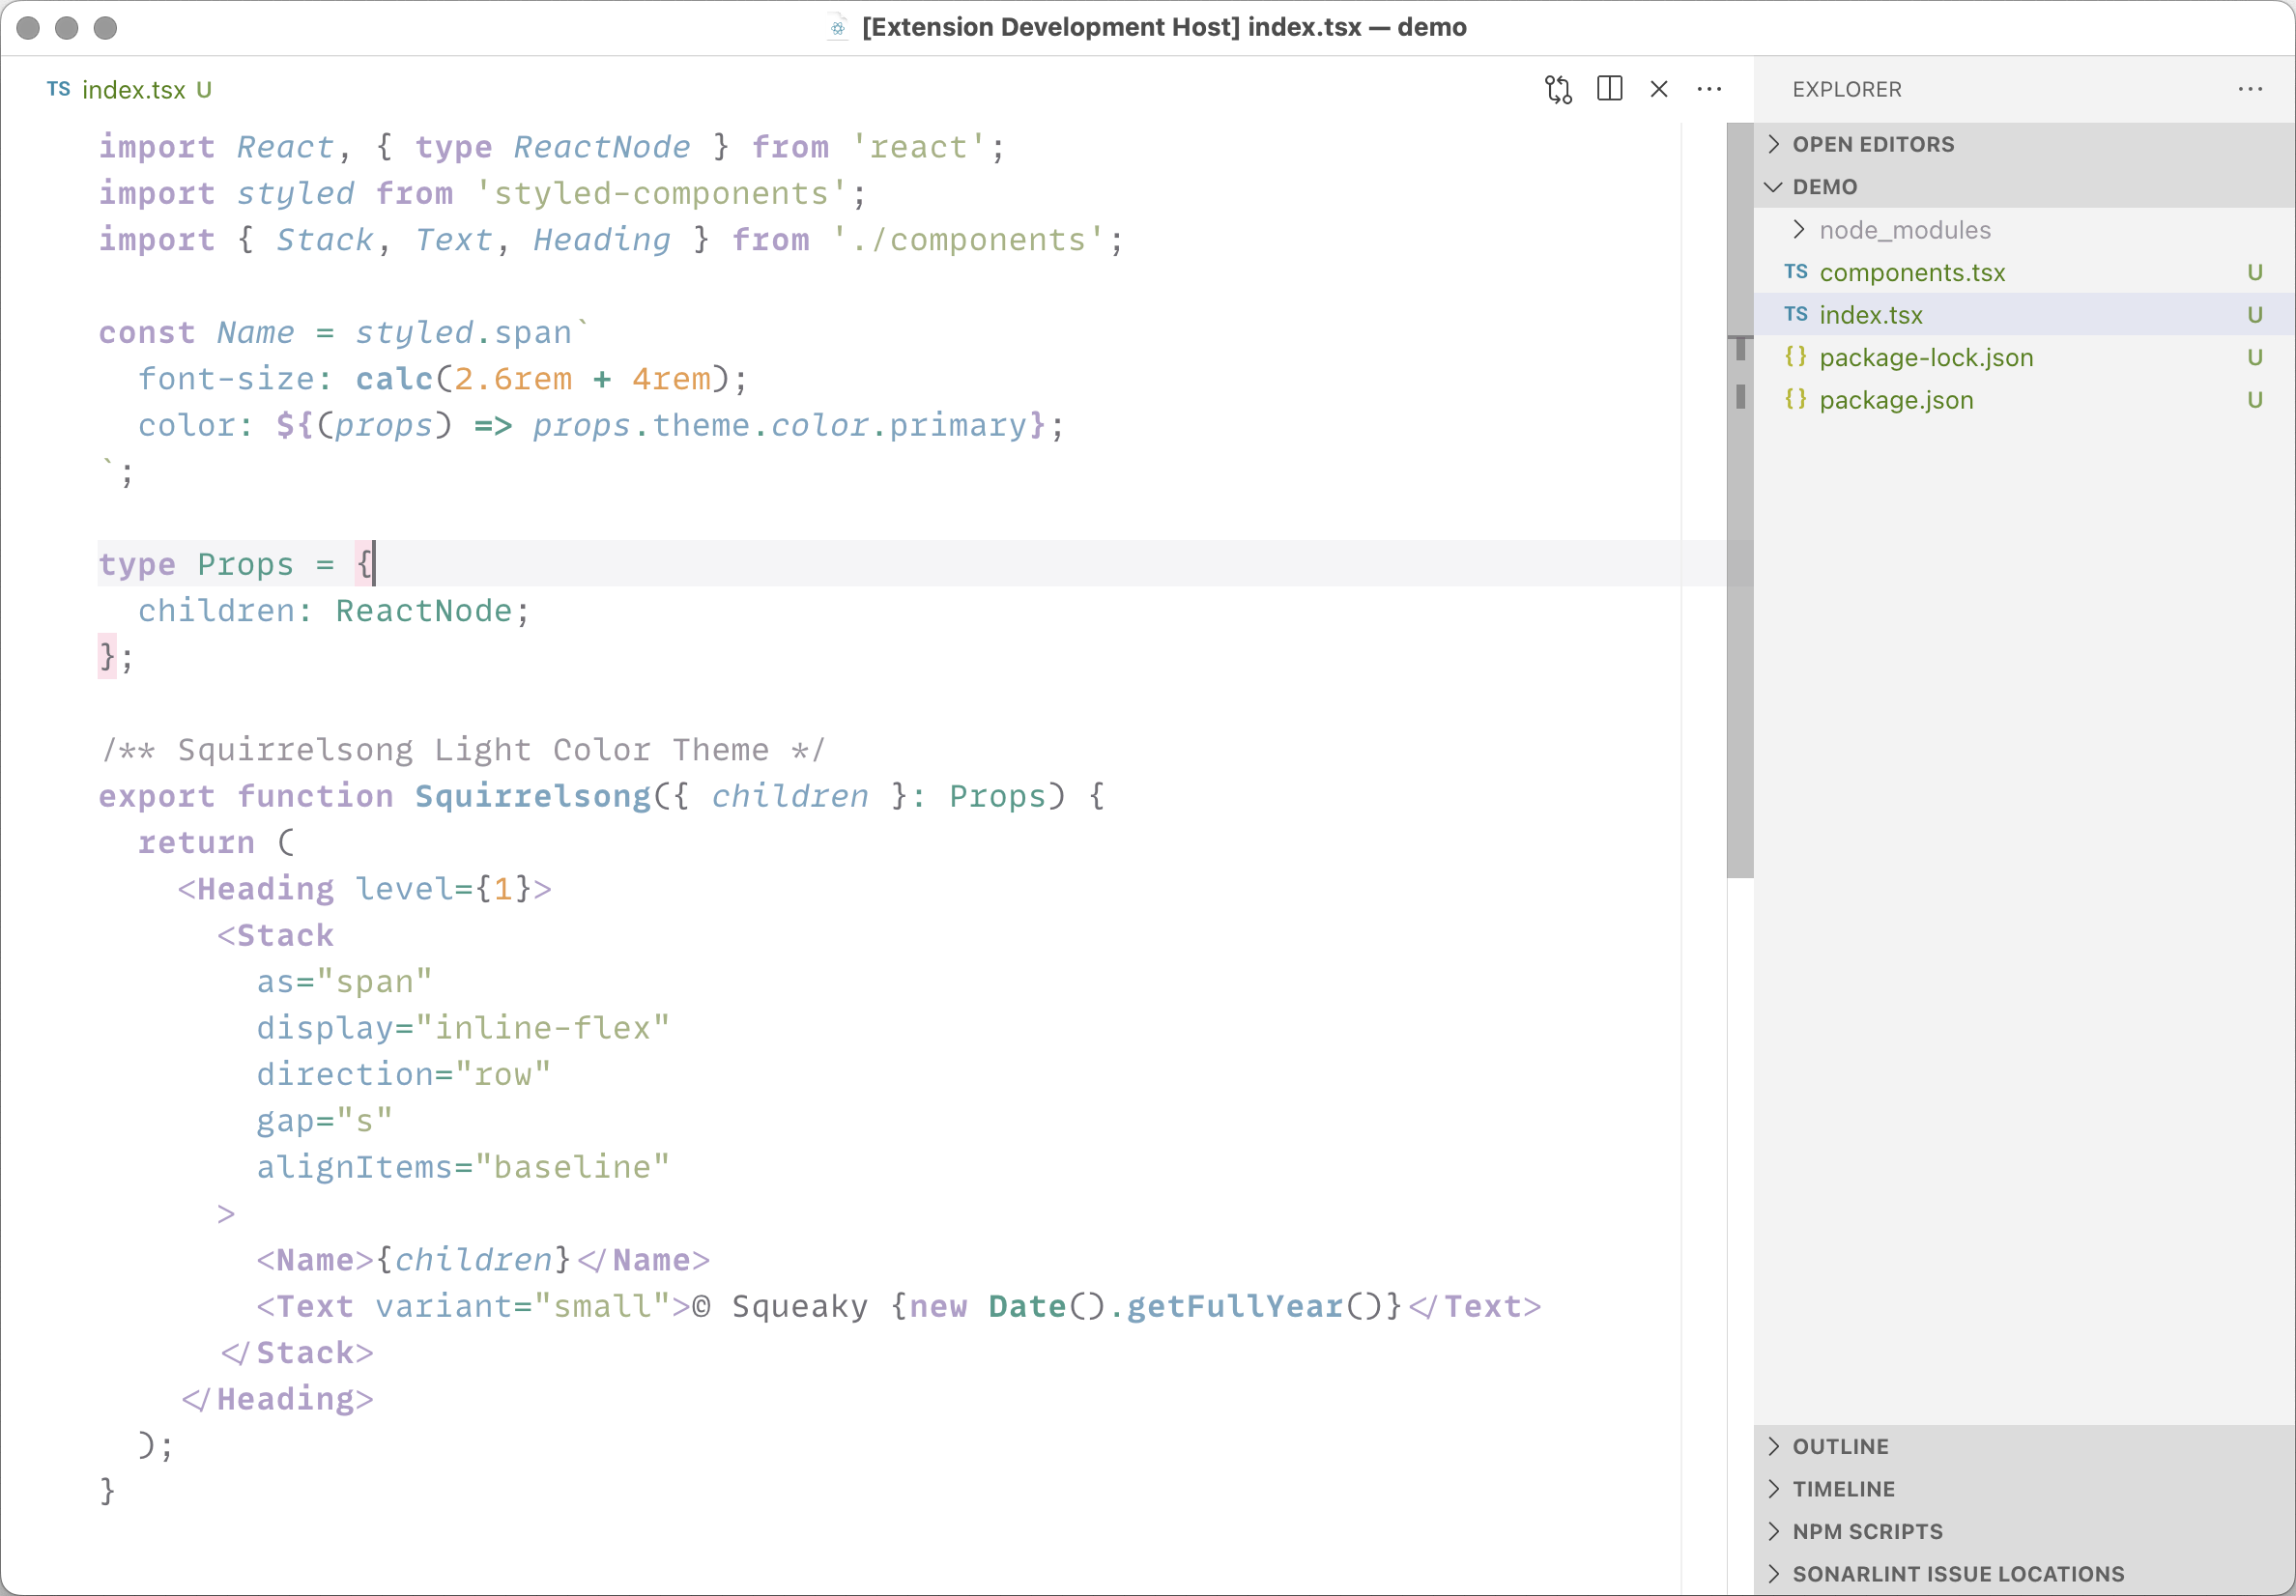 [Extension Development Host] index.tsx — demo
TS index.tsx U
import React, { type ReactNode } from 'react';
import styled from 'styled-components';
import { Stack, Text, Heading } from './components';
const Name = styled.span`
  font-size: calc(2.6rem + 4rem);
  color: ${(props) => props.theme.color.primary};
`;
type Props = {
  children: ReactNode;
};
/** Squirrelsong Light Color Theme */
export function Squirrelsong({ children }: Props) {
  return (
    <Heading level={1}>
      <Stack
        as="span"
        display="inline-flex"
        direction="row"
        gap="s"
        alignItems="baseline"
      >
        <Name>{children}</Name>
        <Text variant="small">@ Squeaky {new Date().getFullYear()}</Text>
      </Stack>
    </Heading>
  );
}
EXPLORER
OPEN EDITORS
DEMO
node_modules
TS components.tsx U
TS index.tsx U
{} package-lock.json U
{} package.json U
OUTLINE
TIMELINE
NPM SCRIPTS
SONARLINT ISSUE LOCATIONS